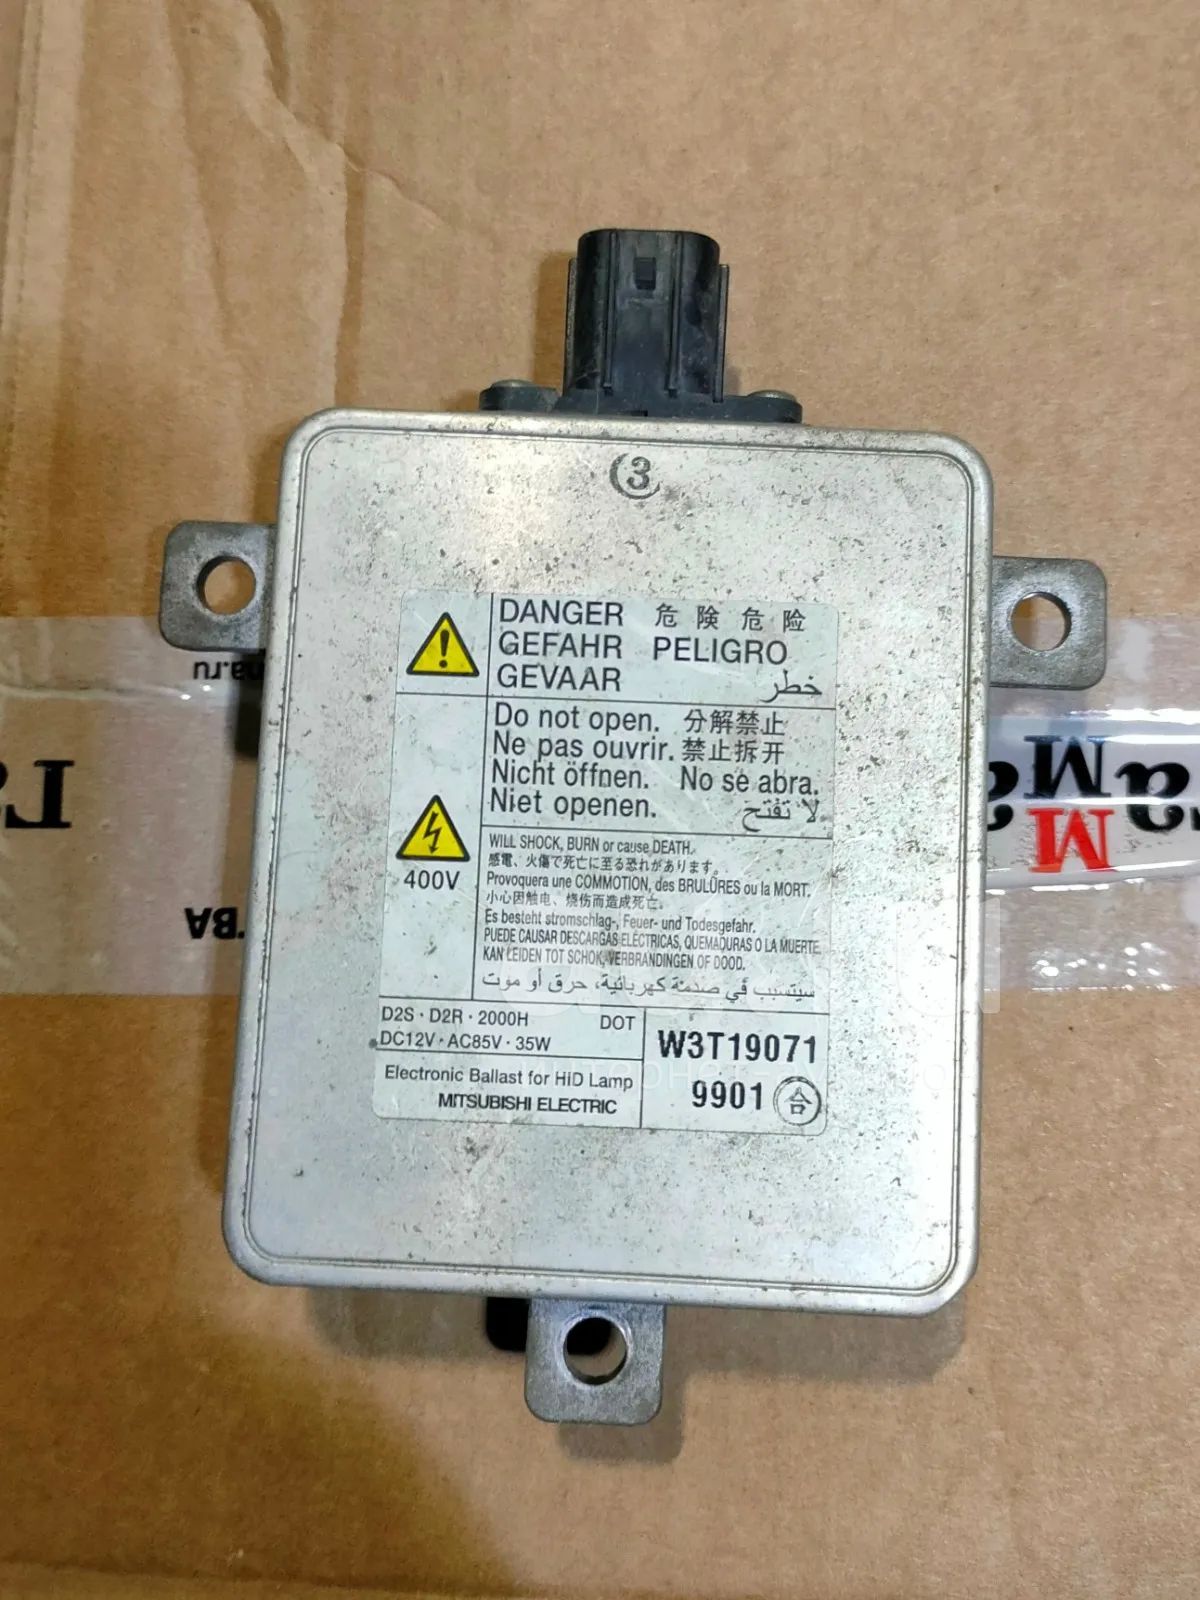 3
DANGER 危険 危险
GEFAHR PELIGRO
GEVAAR خطر
Do not open. 分解禁止
Ne pas ouvrir. 禁止拆开
Nicht öffnen. No se abra.
Niet openen. لا تفتح
400V
WILL SHOCK, BURN or cause DEATH.
感電、火傷で死亡に至る恐れがあります。
Provoquera une COMMOTION, des BRULÛRES ou la MORT.
小心因触电、烧伤而造成死亡。
Es besteht stromschlag-, Feuer- und Todesgefahr.
PUEDE CAUSAR DESCARGAS ELÉCTRICAS, QUEMADURAS O LA MUERTE.
KAN LEIDEN TOT SCHOK, VERBRANDINGEN OF DOOD.
سيتسبب في صدمة كهربائية، حرق أو موت
D2S · D2R · 2000H DOT
DC12V · AC85V · 35W
W3T19071
Electronic Ballast for HiD Lamp
9901 合
MITSUBISHI ELECTRIC